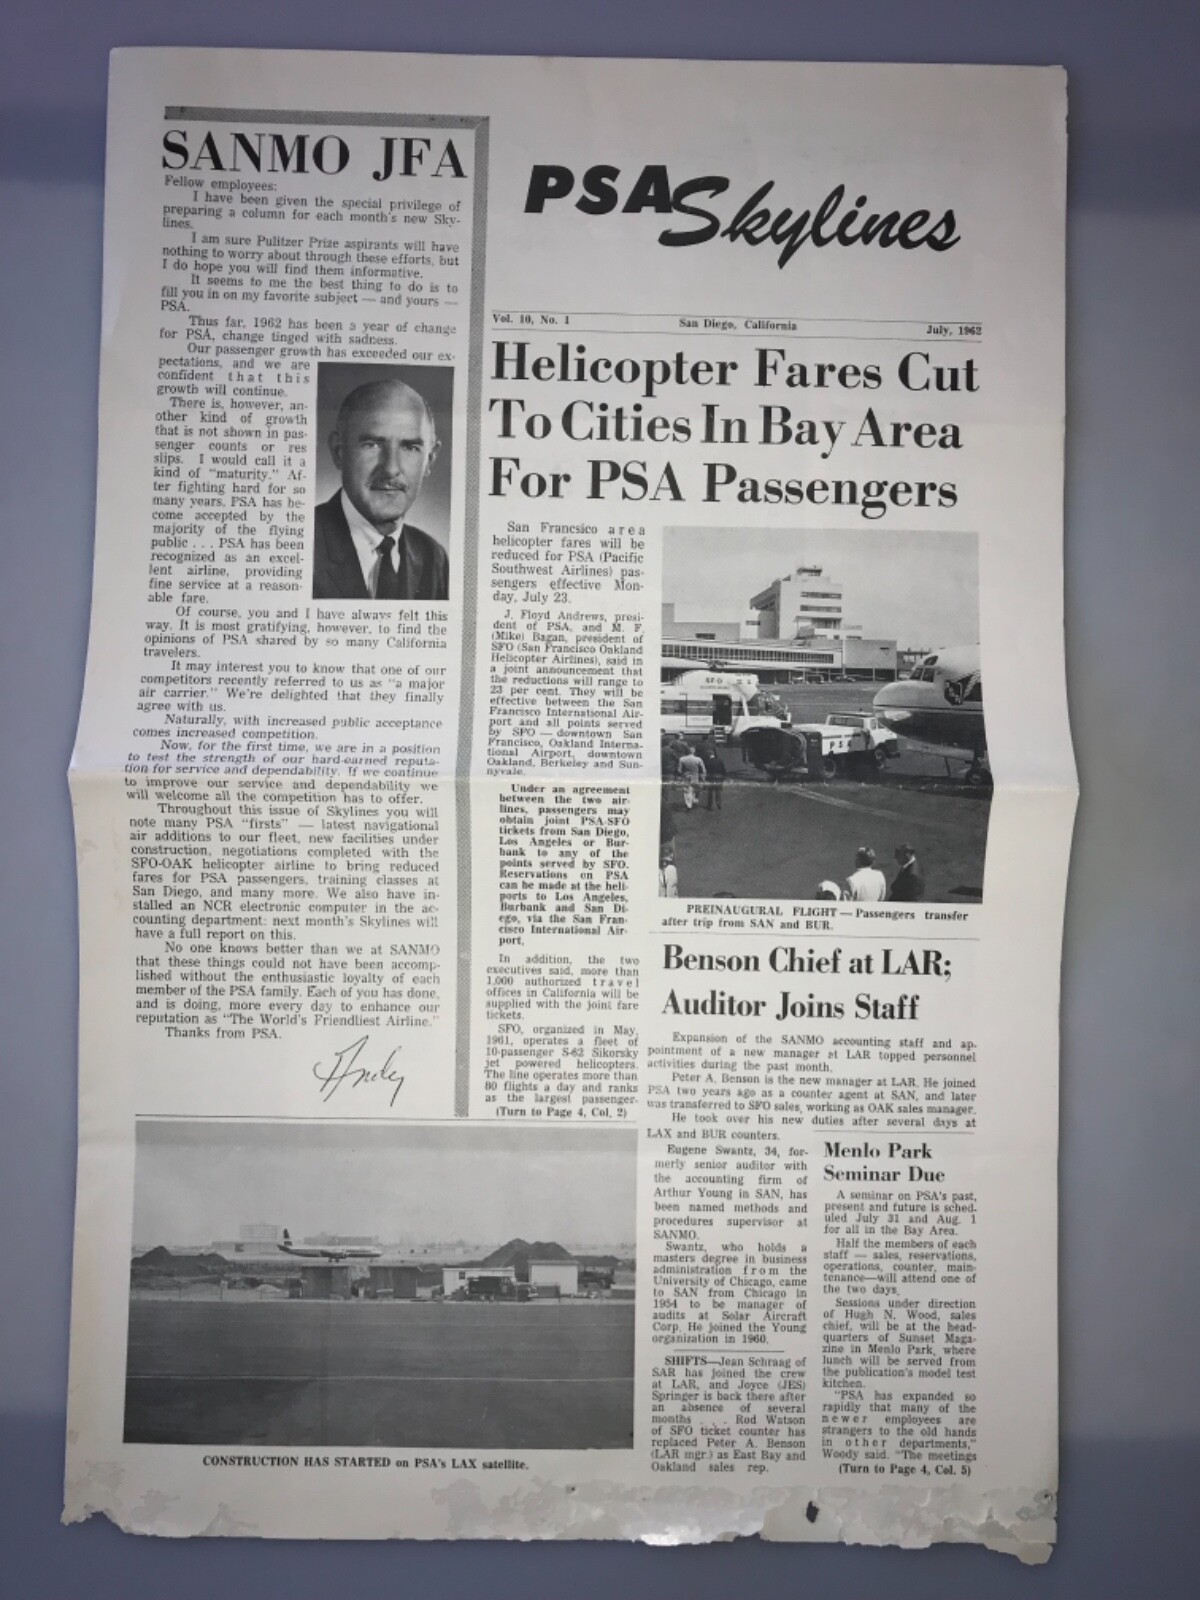 SANMO JFA
Fellow employees:
I have been given the special privilege of
preparing a column for each month's new Sky-
lines.
I am sure Pulitzer Prize aspirants will have
nothing to worry about through these efforts, but
I do hope you will find them informative.
It seems to me the best thing to do is to
fill you in on my favorite subject — and yours —
PSA.
Thus far, 1962 has been a year of change
for PSA, change tinged with sadness.
Our passenger growth has exceeded our ex-
pectations, and we are
confident that this
growth will continue.
There is, however, an-
other kind of growth
that is not shown in pas-
senger counts or res
slips. I would call it a
kind of "maturity." Af-
ter fighting hard for so
many years, PSA has be-
come accepted by the
majority of the flying
public . . . PSA has been
recognized as an excel-
lent airline, providing
fine service at a reason-
able fare.
Of course, you and I have always felt this
way. It is most gratifying, however, to find the
opinions of PSA shared by so many California
travelers.
It may interest you to know that one of our
competitors recently referred to us as "a major
air carrier." We're delighted that they finally
agree with us.
Naturally, with increased public acceptance
comes increased competition.
Now, for the first time, we are in a position
to test the strength of our hard-earned reputa-
tion for service and dependability. If we continue
to improve our service and dependability we
will welcome all the competition has to offer.
Throughout this issue of Skylines you will
note many PSA "firsts" — latest navigational
air additions to our fleet, new facilities under
construction, negotiations completed with the
SFO-OAK helicopter airline to bring reduced
fares for PSA passengers, training classes at
San Diego, and many more. We also have in-
stalled an NCR electronic computer in the ac-
counting department: next month's Skylines will
have a full report on this.
No one knows better than we at SANMO
that these things could not have been accomp-
lished without the enthusiastic loyalty of each
member of the PSA family. Each of you has done,
and is doing, more every day to enhance our
reputation as "The World's Friendliest Airline."
Thanks from PSA.
Andy
CONSTRUCTION HAS STARTED on PSA's LAX satellite.
PSA Skylines
Vol. 10, No. 1 San Diego, California July, 1962
Helicopter Fares Cut
To Cities In Bay Area
For PSA Passengers
San Francsico area
helicopter fares will be
reduced for PSA (Pacific
Southwest Airlines) pas-
sengers effective Mon-
day, July 23.
J. Floyd Andrews, presi-
dent of PSA, and M. F.
(Mike) Bagan, president of
SFO (San Francisco Oakland
Helicopter Airlines), said in
a joint announcement that
the reductions will range to
23 per cent. They will be
effective between the San
Francisco International Air-
port and all points served
by SFO — downtown San
Francisco, Oakland Interna-
tional Airport, downtown
Oakland, Berkeley and Sun-
nyvale.
Under an agreement
between the two air-
lines, passengers may
obtain joint PSA-SFO
tickets from San Diego,
Los Angeles or Bur-
bank to any of the
points served by SFO.
Reservations on PSA
can be made at the heli-
ports to Los Angeles,
Burbank and San Di-
ego, via the San Fran-
cisco International Air-
port.
In addition, the two
executives said, more than
1,000 authorized travel
offices in California will be
supplied with the joint fare
tickets.
SFO, organized in May,
1961, operates a fleet of
10-passenger S-62 Sikorsky
jet powered helicopters.
The line operates more than
80 flights a day and ranks
as the largest passenger-
(Turn to Page 4, Col. 2)
SFO
PSA
PREINAUGURAL FLIGHT — Passengers transfer
after trip from SAN and BUR.
Benson Chief at LAR;
Auditor Joins Staff
Expansion of the SANMO accounting staff and ap-
pointment of a new manager at LAR topped personnel
activities during the past month.
Peter A. Benson is the new manager at LAR. He joined
PSA two years ago as a counter agent at SAN, and later
was transferred to SFO sales, working as OAK sales manager.
He took over his new duties after several days at
LAX and BUR counters.
Eugene Swantz, 34, for-
merly senior auditor with
the accounting firm of
Arthur Young in SAN, has
been named methods and
procedures supervisor at
SANMO.
Swantz, who holds a
masters degree in business
administration from the
University of Chicago, came
to SAN from Chicago in
1954 to be manager of
audits at Solar Aircraft
Corp. He joined the Young
organization in 1960.
SHIFTS—Jean Schraag of
SAR has joined the crew
at LAR, and Joyce (JES)
Springer is back there after
an absence of several
months . . . Rod Watson
of SFO ticket counter has
replaced Peter A. Benson
(LAR mgr.) as East Bay and
Oakland sales rep.
Menlo Park
Seminar Due
A seminar on PSA's past,
present and future is sched-
uled July 31 and Aug. 1
for all in the Bay Area.
Half the members of each
staff — sales, reservations,
operations, counter, main-
tenance—will attend one of
the two days.
Sessions under direction
of Hugh N. Wood, sales
chief, will be at the head-
quarters of Sunset Maga-
zine in Menlo Park, where
lunch will be served from
the publication's model test
kitchen.
"PSA has expanded so
rapidly that many of the
newer employees are
strangers to the old hands
in other departments,"
Woody said. "The meetings
(Turn to Page 4, Col. 5)